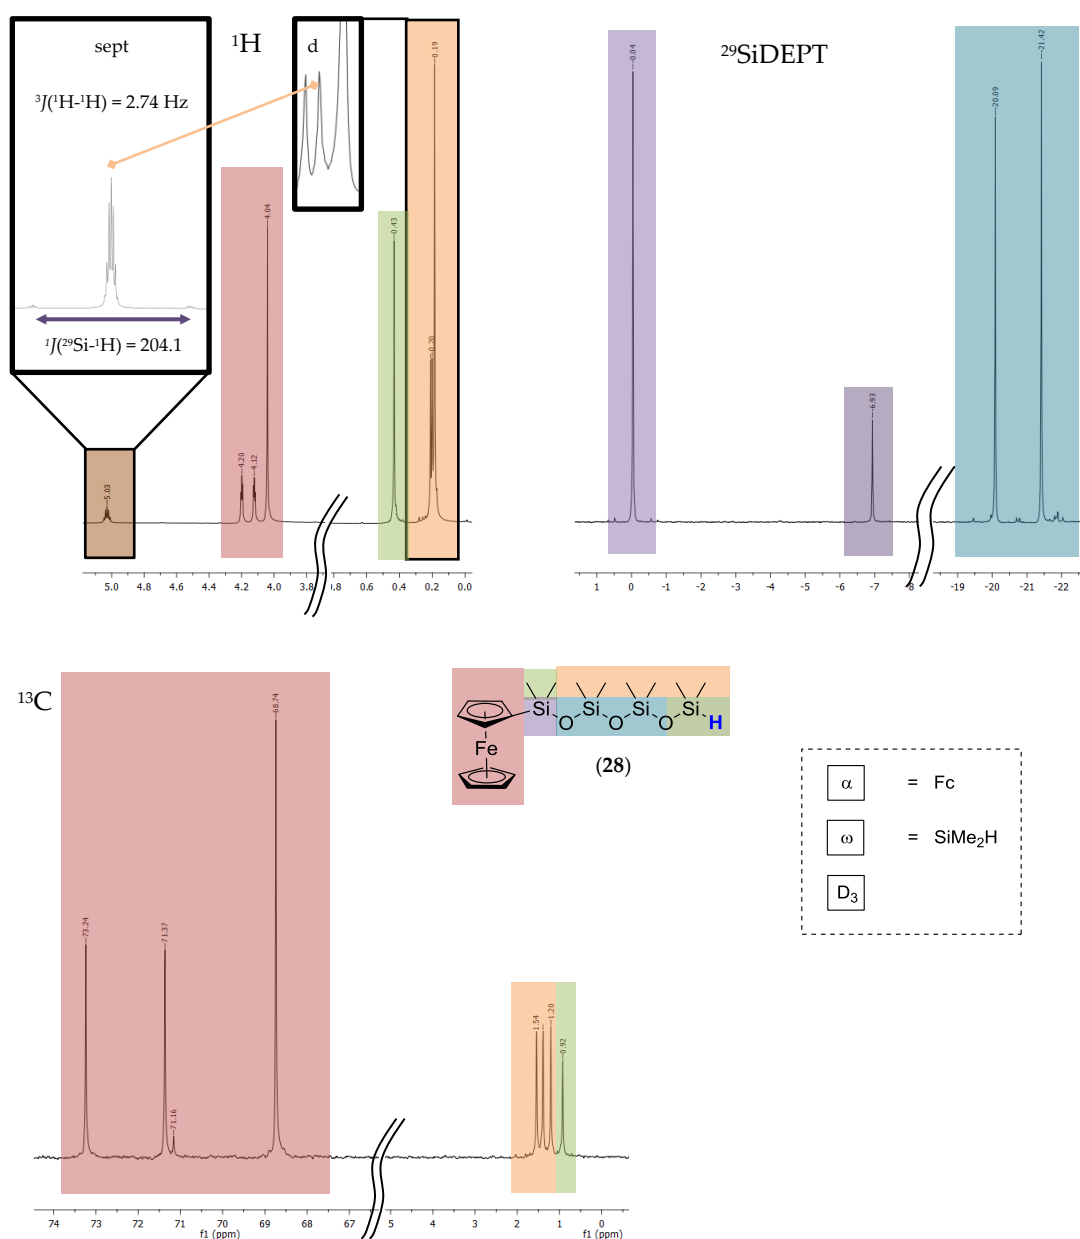 sept
¹H
d
³J(¹H-¹H) = 2.74 Hz
¹J(²⁹Si-¹H) = 204.1
5.03
4.20
4.12
4.04
0.43
0.20
0.19
5.0 4.8 4.6 4.4 4.2 4.0 3.8 0.8 0.6 0.4 0.2 0.0
²⁹SiDEPT
-0.04
-6.93
-20.09
-21.42
1 0 -1 -2 -3 -4 -5 -6 -7 -8 -19 -20 -21 -22
¹³C
73.24
71.37
71.16
68.74
1.54
1.20
0.92
74 73 72 71 70 69 68 67 5 4 3 2 1 0
f1 (ppm) f1 (ppm)
Si Si Si Si
O O O H
Fe
(28)
α = Fc
ω = SiMe₂H
D₃